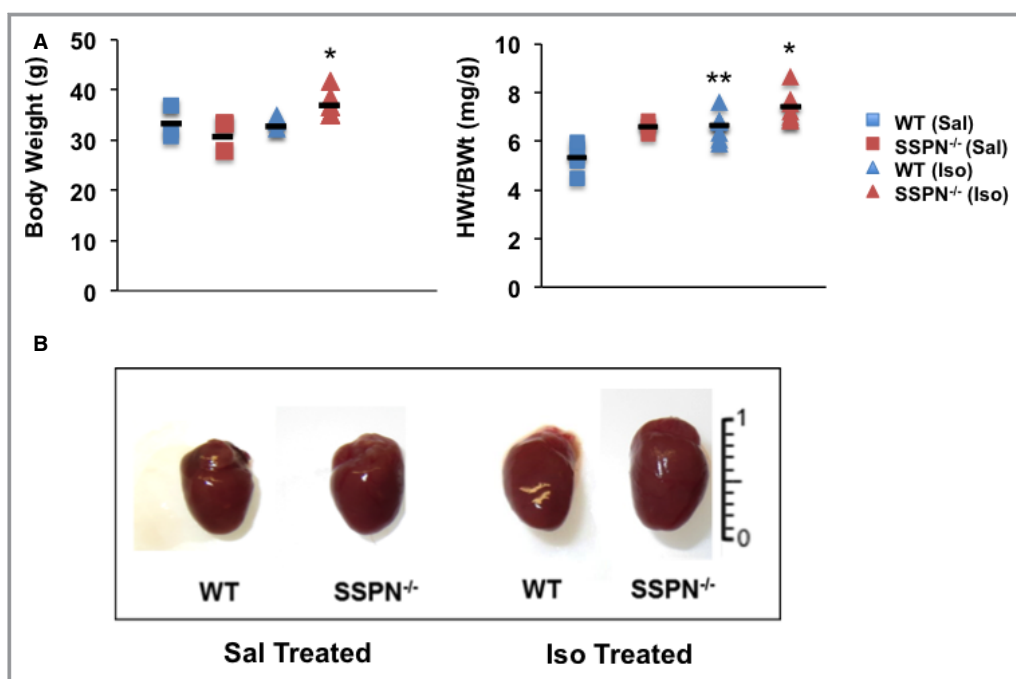 A
Body Weight (g)
50
40
30
20
10
0
*
HWt/BWt (mg/g)
10
8
6
4
2
0
**
*
WT (Sal)
SSPN-/- (Sal)
WT (Iso)
SSPN-/- (Iso)
B
1
0
WT
SSPN-/-
WT
SSPN-/-
Sal Treated
Iso Treated